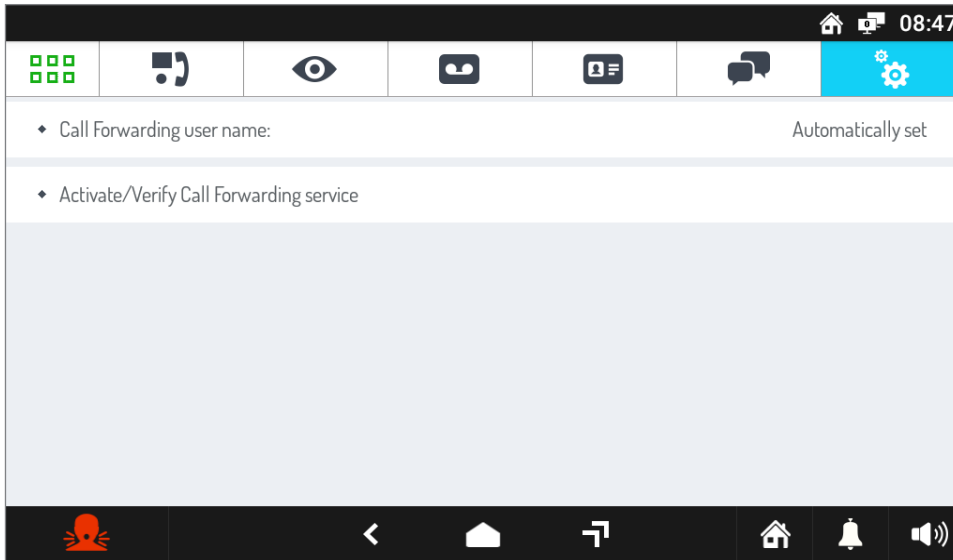 08:47
Call Forwarding user name:
Automatically set
Activate/Verify Call Forwarding service